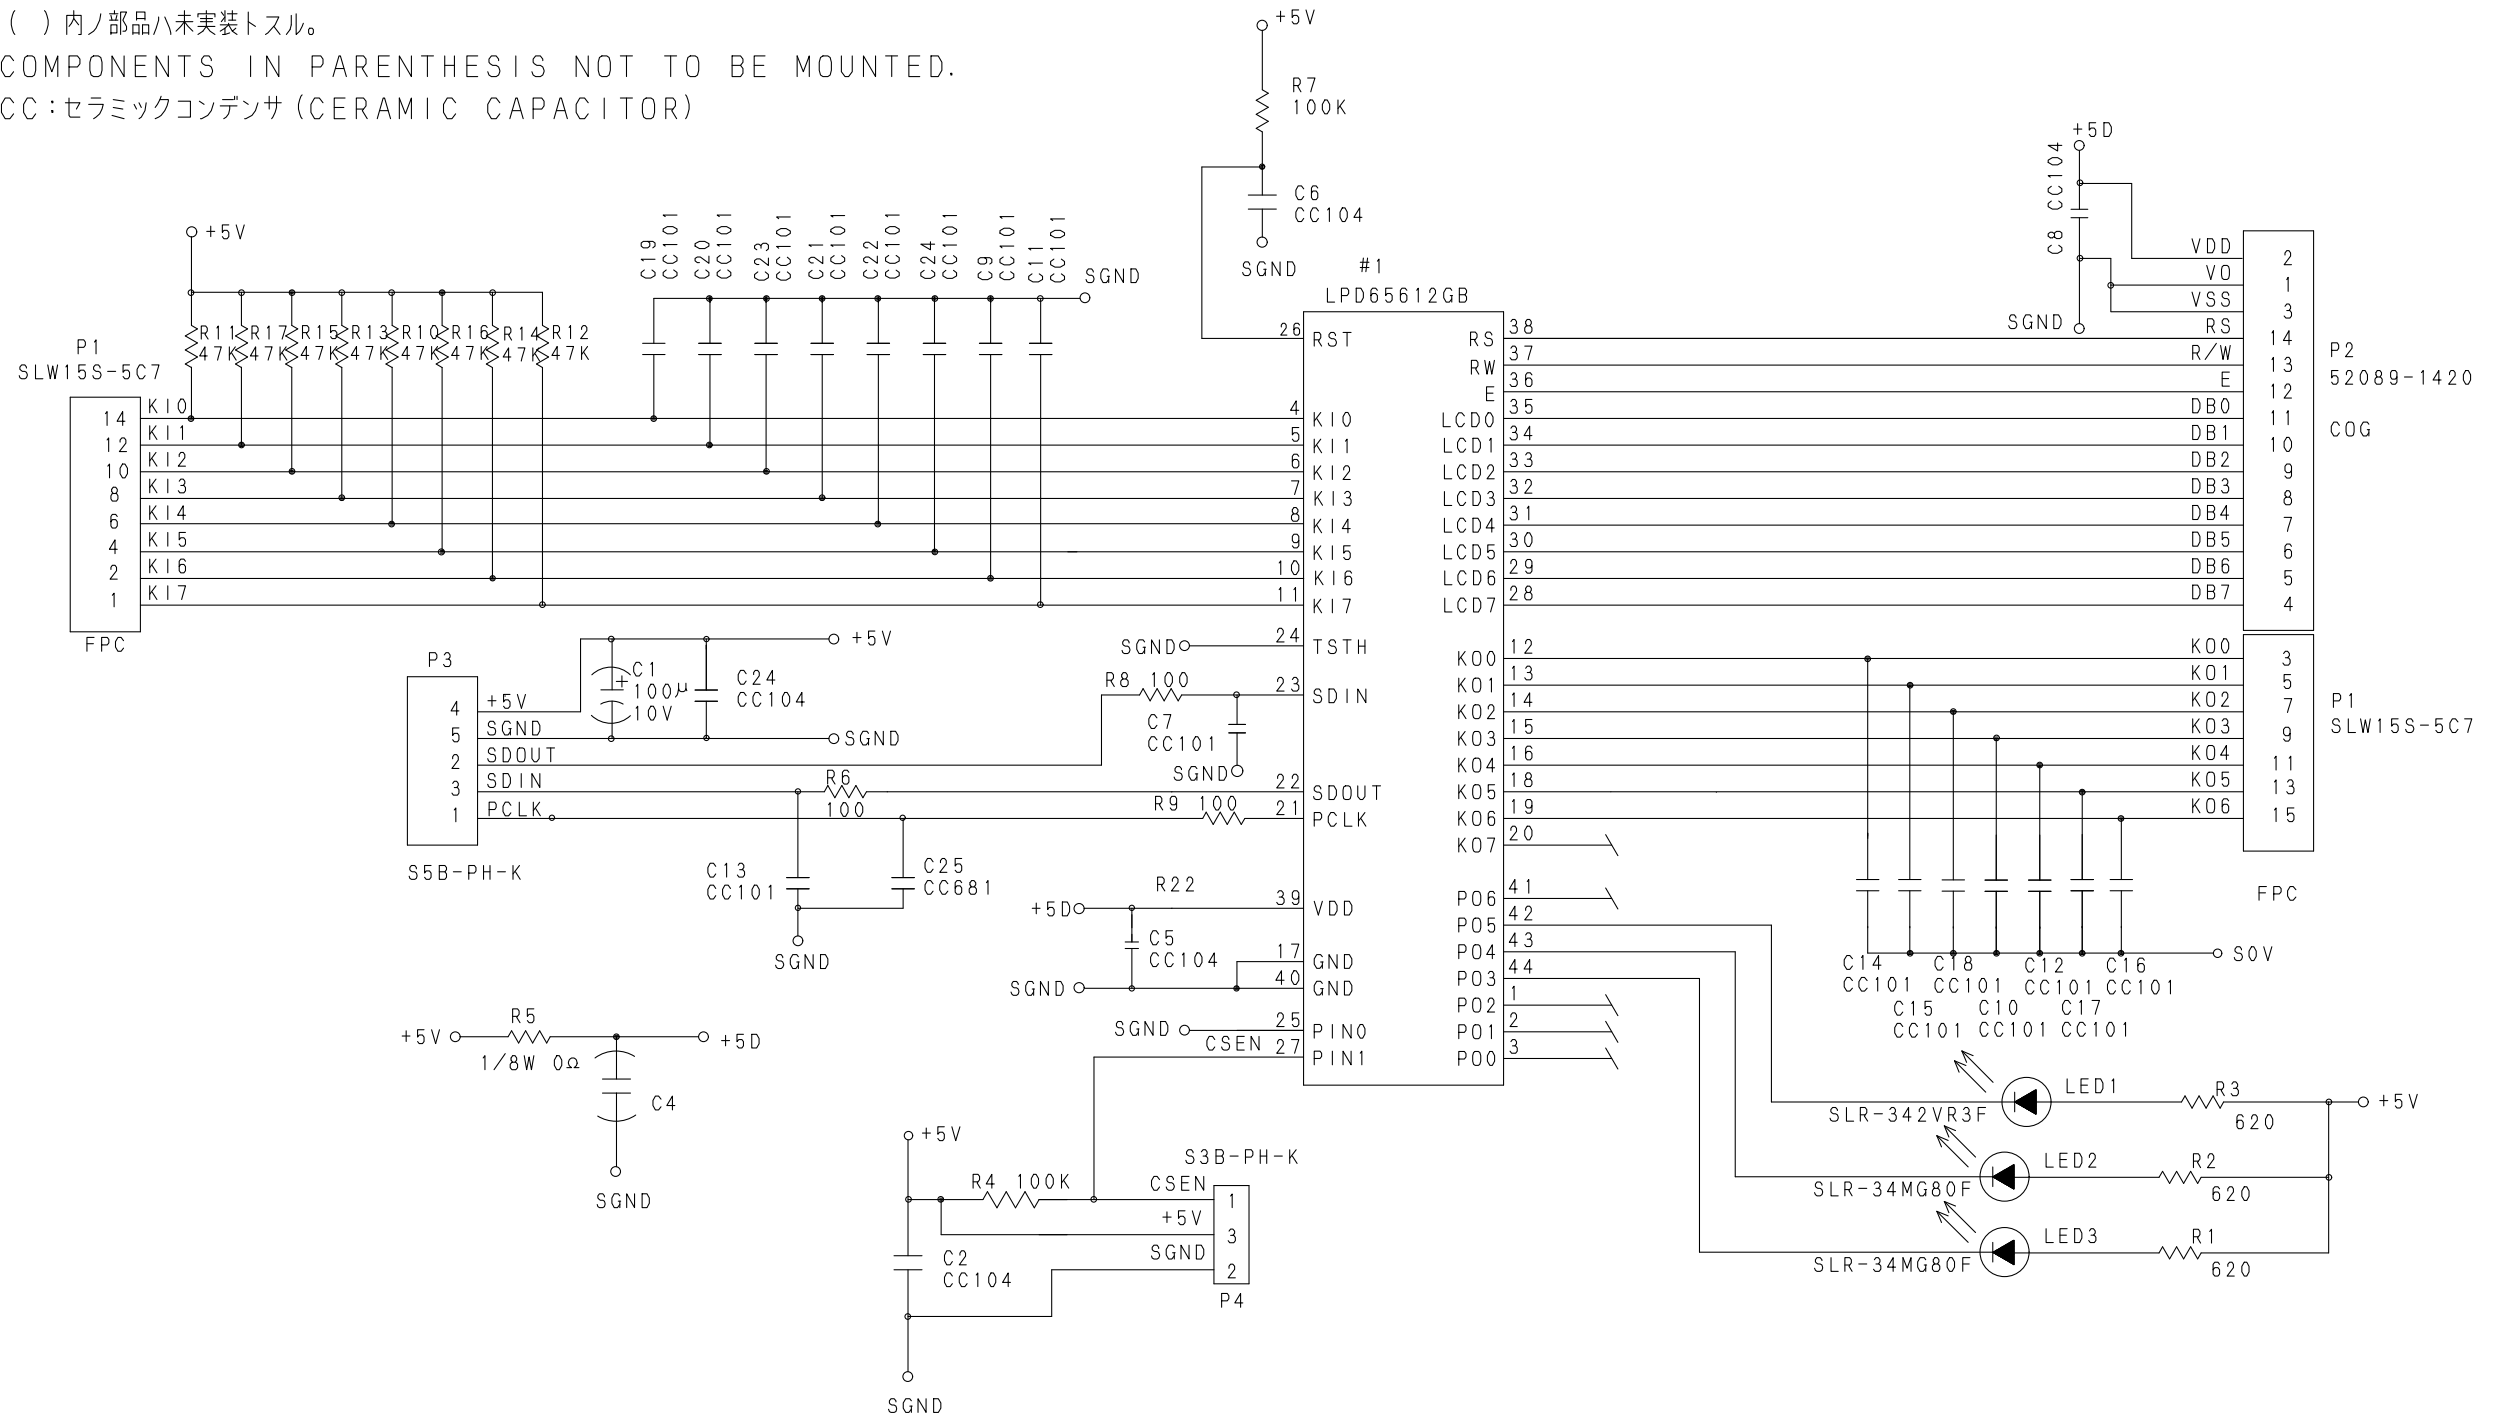 ( )内ノ部品ハ未実装トスル。
COMPONENTS IN PARENTHESIS NOT TO BE MOUNTED.
CC:セラミックコンデンサ(CERAMIC CAPACITOR)
+5V
R7
100K
C6
CC104
SGND
+5V
R11
47K
R17
47K
R15
47K
R13
47K
R10
47K
R16
47K
R14
47K
R12
47K
C19
CC101
C20
CC101
C23
CC101
C21
CC101
C22
CC101
C24
CC101
C9
CC101
C11
CC101
SGND
P1
SLW15S-5C7
14 KI0
12 KI1
10 KI2
8 KI3
6 KI4
4 KI5
2 KI6
1 KI7
FPC
#1
LPD65612GB
26 RST
4 KI0
5 KI1
6 KI2
7 KI3
8 KI4
9 KI5
10 KI6
11 KI7
SGND 24 TSTH
R8 100 23 SDIN
C7
CC101
SGND
22 SDOUT
R9 100 21 PCLK
R22
+5D 39 VDD
C5
CC104
17 GND
SGND 40 GND
SGND 25 PIN0
CSEN 27 PIN1
RS 38
RW 37
E 36
LCD0 35
LCD1 34
LCD2 33
LCD3 32
LCD4 31
LCD5 30
LCD6 29
LCD7 28
KO0 12
KO1 13
KO2 14
KO3 15
KO4 16
KO5 18
KO6 19
KO7 20
PO6 41
PO5 42
PO4 43
PO3 44
PO2 1
PO1 2
PO0 3
+5D
C8 CC104
SGND
VDD 2
VO 1
VSS 3
RS 14
R/W 13
E 12
DB0 11
DB1 10
DB2 9
DB3 8
DB4 7
DB5 6
DB6 5
DB7 4
P2
52089-1420
COG
KO0 3
KO1 5
KO2 7
KO3 9
KO4 11
KO5 13
KO6 15
P1
SLW15S-5C7
FPC
S0V
C14
CC101
C18
CC101
C12
CC101
C16
CC101
C15
CC101
C10
CC101
C17
CC101
P3
4 +5V
5 SGND
2 SDOUT
3 SDIN
1 PCLK
S5B-PH-K
+5V
C1
100μ
10V
C24
CC104
SGND
R6
100
C13
CC101
C25
CC681
SGND
+5V R5 +5D
1/8W 0Ω
C4
SGND
+5V
R4 100K
C2
CC104
SGND
S3B-PH-K
CSEN 1
+5V 3
SGND 2
P4
LED1
SLR-342VR3F
R3
620
+5V
LED2
SLR-34MG80F
R2
620
LED3
SLR-34MG80F
R1
620